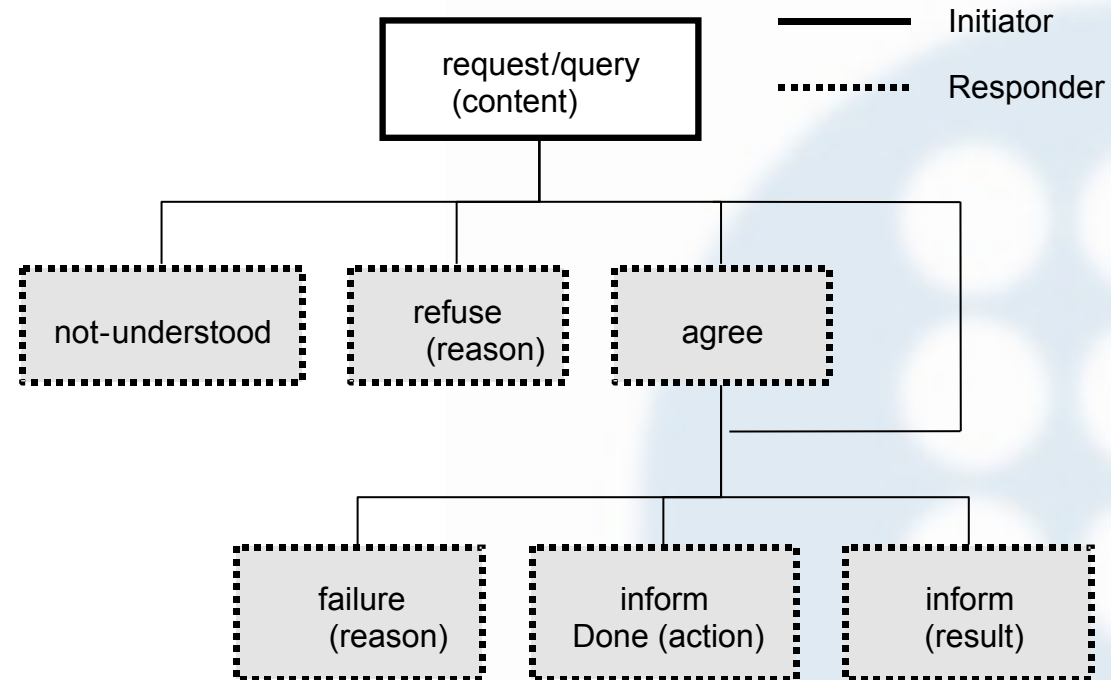 Initiator
request/query
(content)
Responder
not-understood
refuse
(reason)
agree
failure
(reason)
inform
Done (action)
inform
(result)